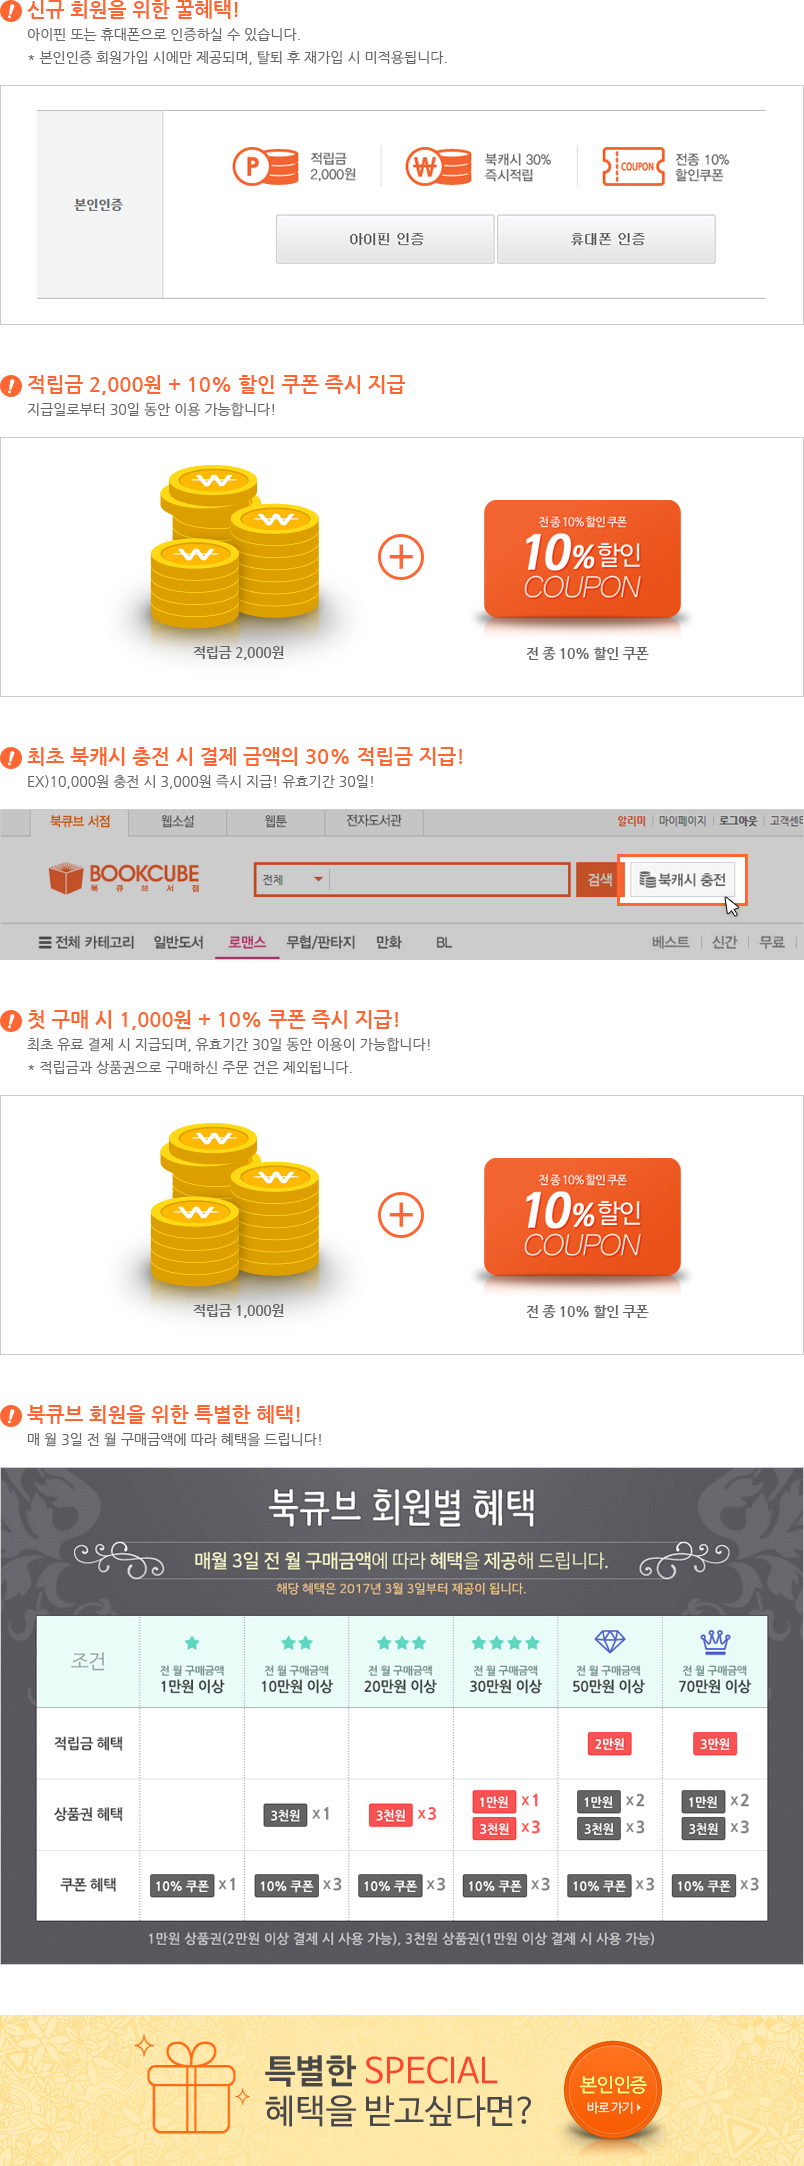 신규 회원을 위한 꿀혜택!
아이핀 또는 휴대폰으로 인증하실 수 있습니다.
* 본인인증 회원가입 시에만 제공되며, 탈퇴 후 재가입 시 미적용됩니다.
본인인증
P 적립금 2,000원
북캐시 30% 즉시적립
COUPON 전종 10% 할인쿠폰
아이핀 인증
휴대폰 인증
적립금 2,000원 + 10% 할인 쿠폰 즉시 지급
지급일로부터 30일 동안 이용 가능합니다!
전 종 10% 할인 쿠폰
10%할인
COUPON
적립금 2,000원
전 종 10% 할인 쿠폰
최초 북캐시 충전 시 결제 금액의 30% 적립금 지급!
EX)10,000원 충전 시 3,000원 즉시 지급! 유효기간 30일!
북큐브 서점 웹소설 웹툰 전자도서관 알리미 마이페이지 로그아웃 고객센터
BOOKCUBE
북큐브서점
전체
검색
북캐시 충전
전체 카테고리 일반도서 로맨스 무협/판타지 만화 BL 베스트 신간 무료
첫 구매 시 1,000원 + 10% 쿠폰 즉시 지급!
최초 유료 결제 시 지급되며, 유효기간 30일 동안 이용이 가능합니다!
* 적립금과 상품권으로 구매하신 주문 건은 제외됩니다.
전 종 10% 할인 쿠폰
10%할인
COUPON
적립금 1,000원
전 종 10% 할인 쿠폰
북큐브 회원을 위한 특별한 혜택!
매 월 3일 전 월 구매금액에 따라 혜택을 드립니다!
북큐브 회원별 혜택
매월 3일 전 월 구매금액에 따라 혜택을 제공해 드립니다.
해당 혜택은 2017년 3월 3일부터 제공이 됩니다.
조건
전 월 구매금액 1만원 이상
전 월 구매금액 10만원 이상
전 월 구매금액 20만원 이상
전 월 구매금액 30만원 이상
전 월 구매금액 50만원 이상
전 월 구매금액 70만원 이상
적립금 혜택 2만원 3만원
상품권 혜택 3천원 x1 3천원 x3 1만원 x1 3천원 x3 1만원 x2 3천원 x3 1만원 x2 3천원 x3
쿠폰 혜택 10% 쿠폰 x1 10% 쿠폰 x3 10% 쿠폰 x3 10% 쿠폰 x3 10% 쿠폰 x3 10% 쿠폰 x3
1만원 상품권(2만원 이상 결제 시 사용 가능), 3천원 상품권(1만원 이상 결제 시 사용 가능)
특별한 SPECIAL
혜택을 받고싶다면?
본인인증
바로가기